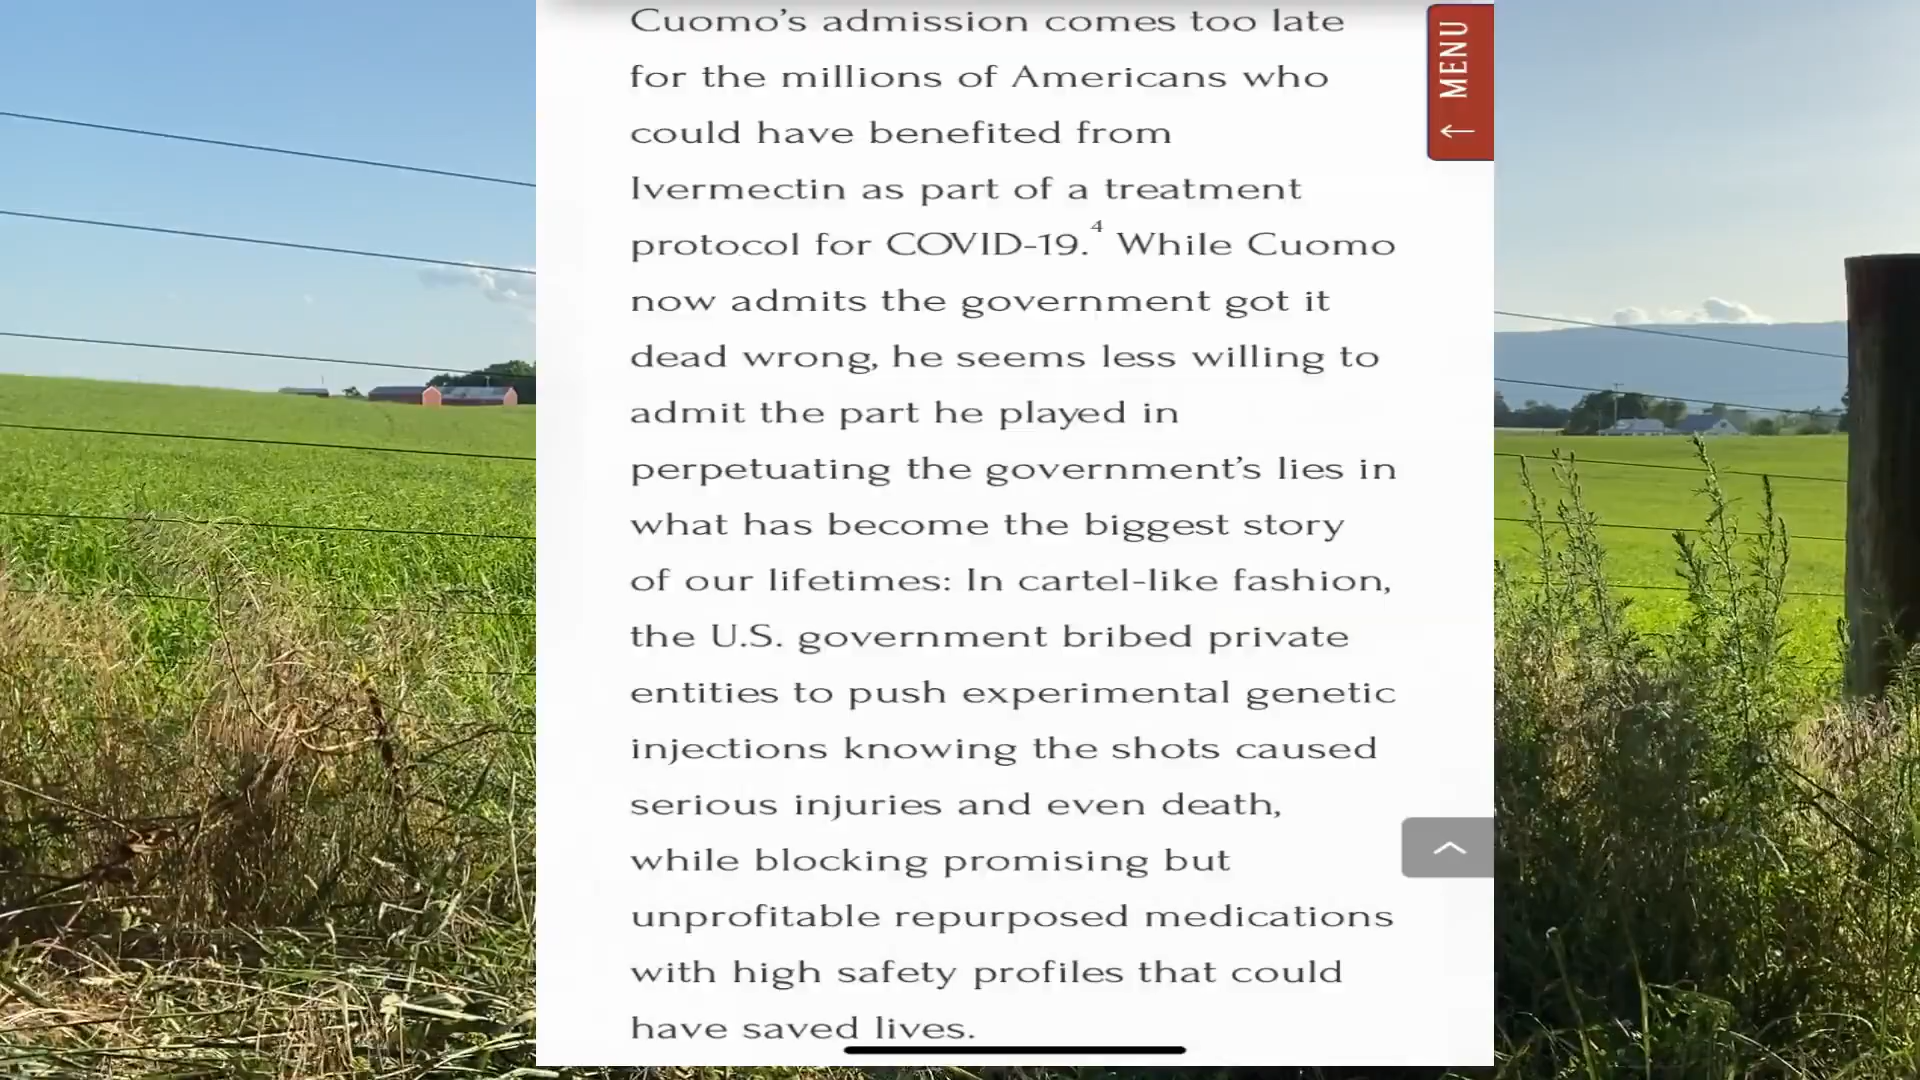 Cuomo’s admission comes too late
for the millions of Americans who
could have benefited from
Ivermectin as part of a treatment
protocol for COVID-19.⁴ While Cuomo
now admits the government got it
dead wrong, he seems less willing to
admit the part he played in
perpetuating the government’s lies in
what has become the biggest story
of our lifetimes: In cartel-like fashion,
the U.S. government bribed private
entities to push experimental genetic
injections knowing the shots caused
serious injuries and even death,
while blocking promising but
unprofitable repurposed medications
with high safety profiles that could
have saved lives.
← MENU